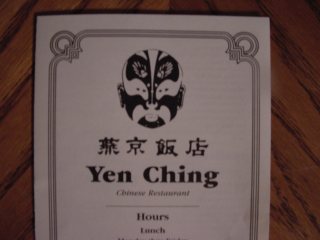 燕京飯店
Yen Ching
Chinese Restaurant
Hours
Lunch